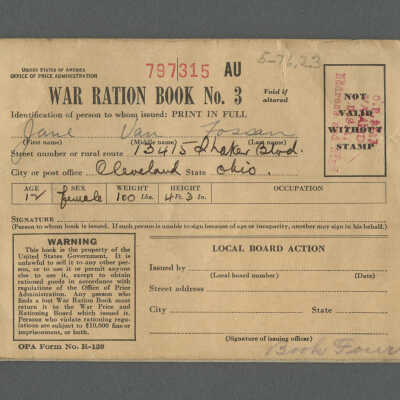 UNITED STATES OF AMERICA
OFFICE OF PRICE ADMINISTRATION
797315 AU
5-76,23
WAR RATION BOOK No. 3
Void if
altered
NOT
VALID
WITHOUT
STAMP
Identification of person to whom issued: PRINT IN FULL
Jane Van Fossan
(First name) (Middle name) (Last name)
Street number or rural route 13415 Shaker Blvd.
City or post office Cleveland State Ohio.
AGE SEX WEIGHT HEIGHT OCCUPATION
12 female 100 Lbs. 4 Ft. 3 In.
SIGNATURE
(Person to whom book is issued. If such person is unable to sign because of age or incapacity, another may sign in his behalf.)
WARNING
This book is the property of the
United States Government. It is
unlawful to sell it to any other per-
son, or to use it or permit anyone
else to use it, except to obtain
rationed goods in accordance with
regulations of the Office of Price
Administration. Any person who
finds a lost War Ration Book must
return it to the War Price and
Rationing Board which issued it.
Persons who violate rationing regu-
lations are subject to $10,000 fine or
imprisonment, or both.
OPA Form No. R-130
LOCAL BOARD ACTION
Issued by
(Local board number) (Date)
Street address
City State
(Signature of issuing officer)
Book Four